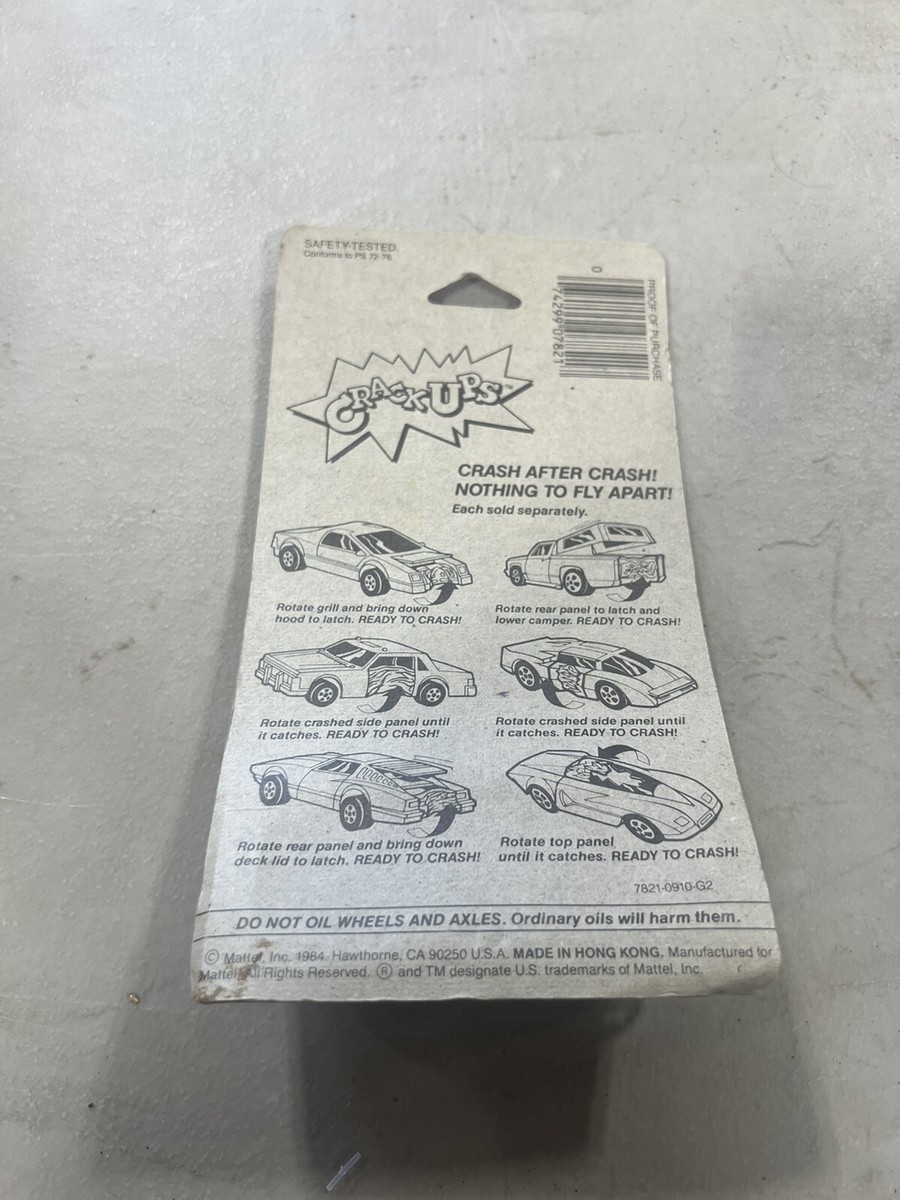 SAFETY-TESTED
Conforms to PS 72-76
0
74299 07821
PROOF OF PURCHASE
CRACK-UPS™
CRASH AFTER CRASH!
NOTHING TO FLY APART!
Each sold separately.
Rotate grill and bring down
hood to latch. READY TO CRASH!
Rotate rear panel to latch and
lower camper. READY TO CRASH!
Rotate crashed side panel until
it catches. READY TO CRASH!
Rotate crashed side panel until
it catches. READY TO CRASH!
Rotate rear panel and bring down
deck lid to latch. READY TO CRASH!
Rotate top panel
until it catches. READY TO CRASH!
7821-0910-G2
DO NOT OIL WHEELS AND AXLES. Ordinary oils will harm them.
© Mattel, Inc. 1984. Hawthorne, CA 90250 U.S.A. MADE IN HONG KONG. Manufactured for
Mattel. All Rights Reserved. ® and TM designate U.S. trademarks of Mattel, Inc.